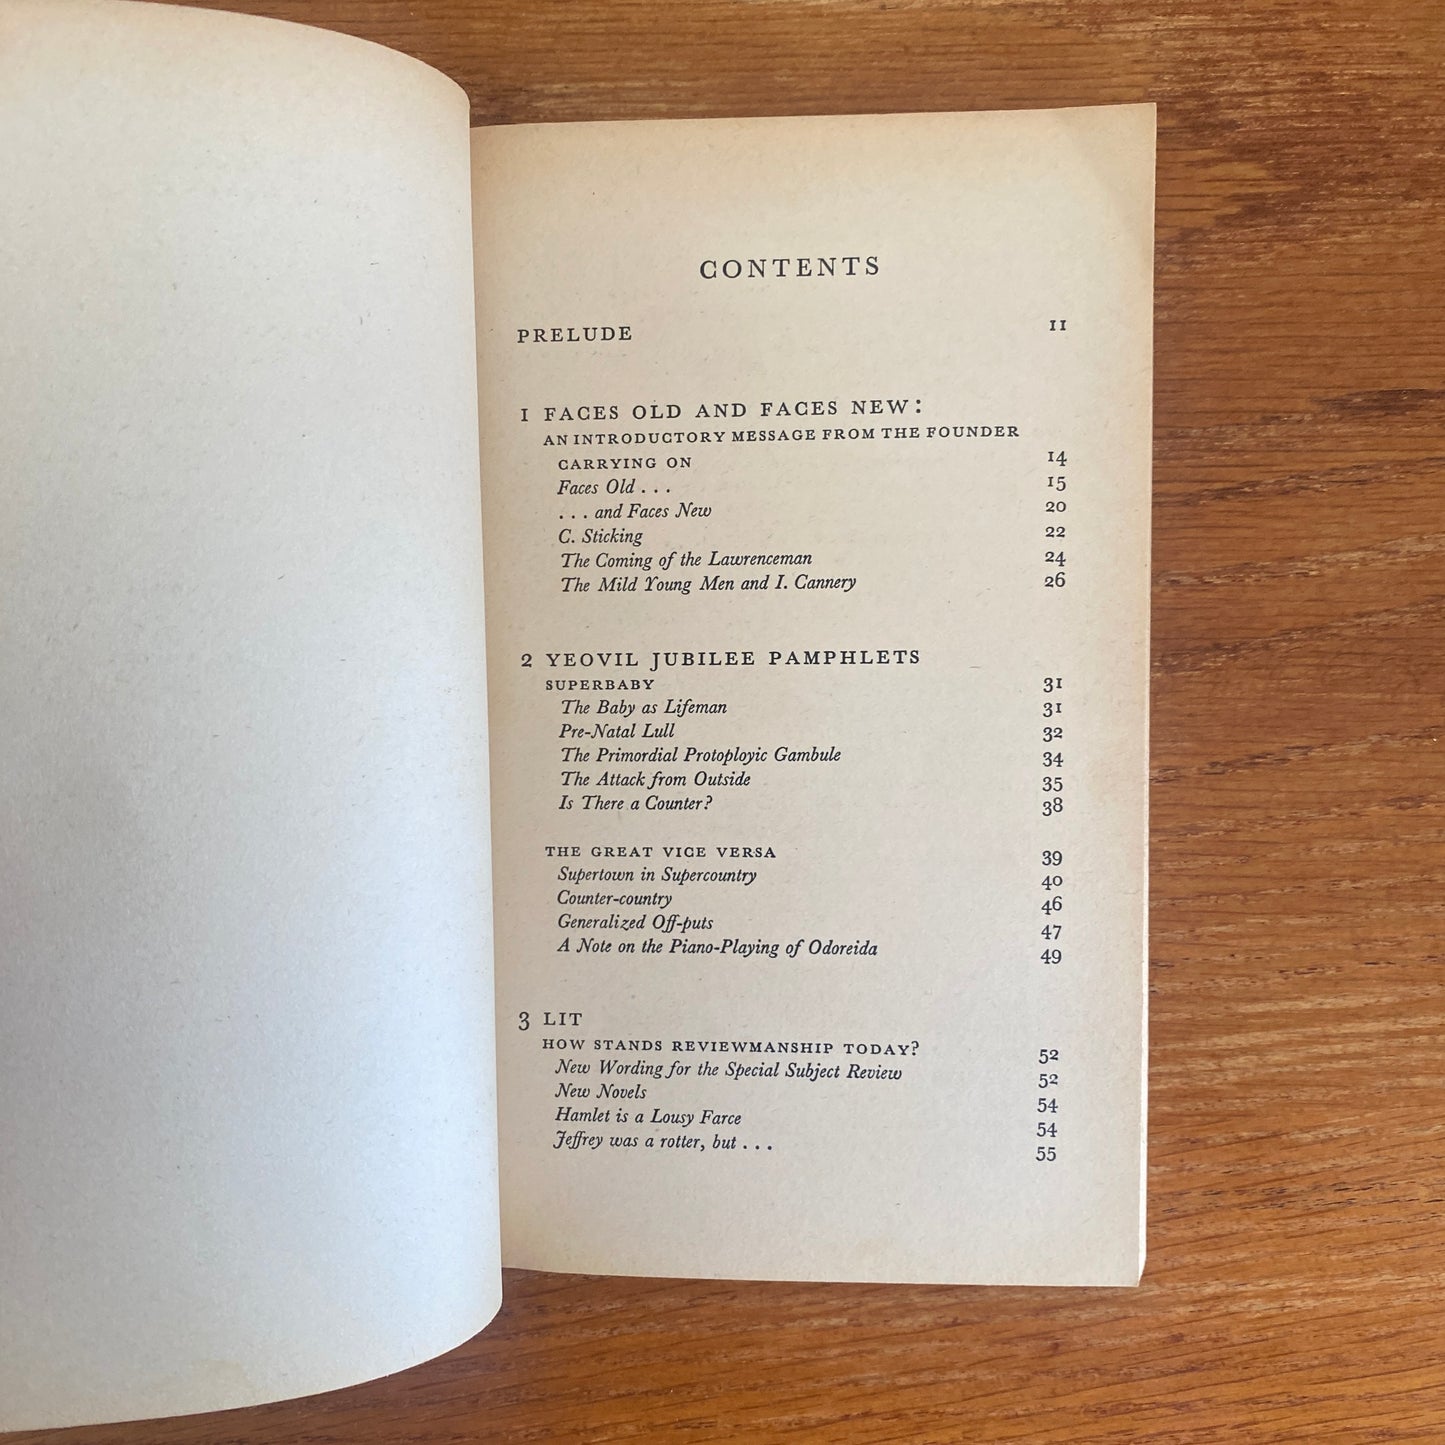 CONTENTS
PRELUDE 11
1 FACES OLD AND FACES NEW:
AN INTRODUCTORY MESSAGE FROM THE FOUNDER
CARRYING ON 14
Faces Old . . . 15
. . . and Faces New 20
C. Sticking 22
The Coming of the Lawrenceman 24
The Mild Young Men and I. Cannery 26
2 YEOVIL JUBILEE PAMPHLETS
SUPERBABY 31
The Baby as Lifeman 31
Pre-Natal Lull 32
The Primordial Protoployic Gambule 34
The Attack from Outside 35
Is There a Counter? 38
THE GREAT VICE VERSA 39
Supertown in Supercountry 40
Counter-country 46
Generalized Off-puts 47
A Note on the Piano-Playing of Odoreida 49
3 LIT
HOW STANDS REVIEWMANSHIP TODAY? 52
New Wording for the Special Subject Review 52
New Novels 54
Hamlet is a Lousy Farce 54
Jeffrey was a rotter, but . . . 55